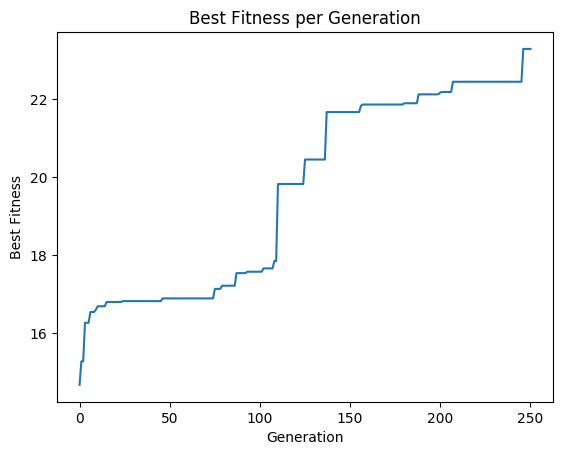 Best Fitness per Generation
22
20
18
16
Best Fitness
0 50 100 150 200 250
Generation